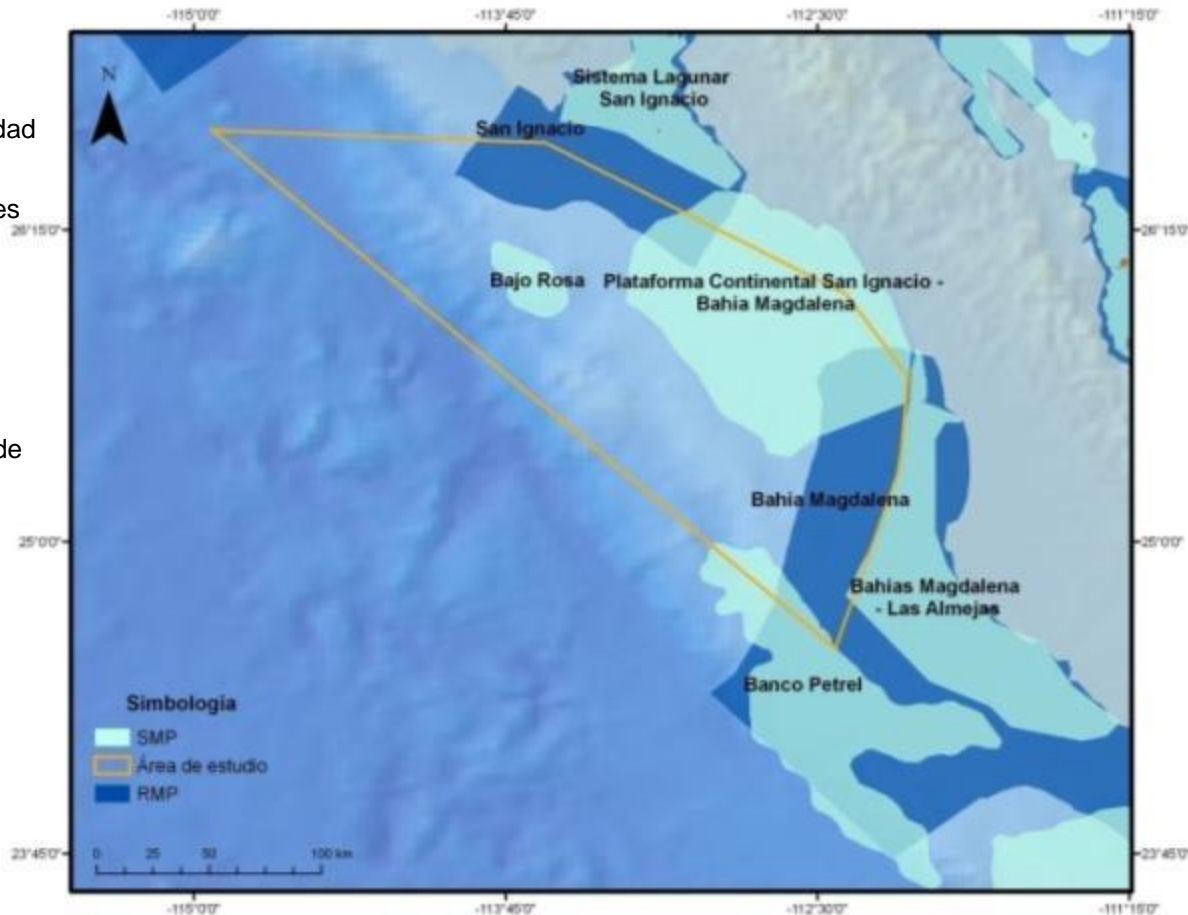 -115°0'0"
-113°45'0"
-112°30'0"
-111°15'0"
N
dad
es
de
Sistema Lagunar
San Ignacio
San Ignacio
26°15'0"
26°15'0"
Bajo Rosa
Plataforma Continental San Ignacio -
Bahia Magdalena
Bahia Magdalena
25°0'0"
25°0'0"
Bahias Magdalena
- Las Almejas
Banco Petrel
Simbologia
SMP
Área de estudio
RMP
0 25 50 100 km
23°45'0"
23°45'0"
-115°0'0"
-113°45'0"
-112°30'0"
-111°15'0"